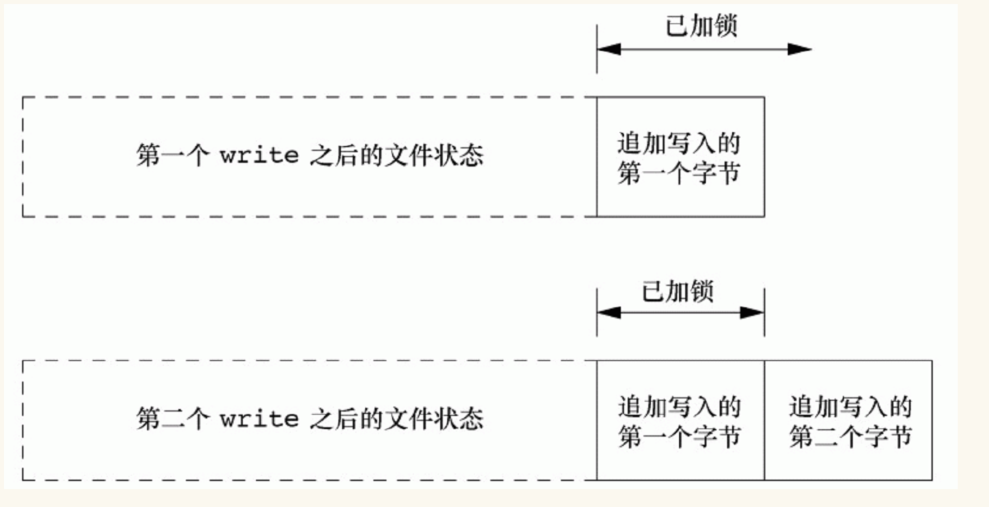 已加锁
第一个 write 之后的文件状态
追加写入的
第一个字节
已加锁
第二个 write 之后的文件状态
追加写入的
第一个字节
追加写入的
第二个字节